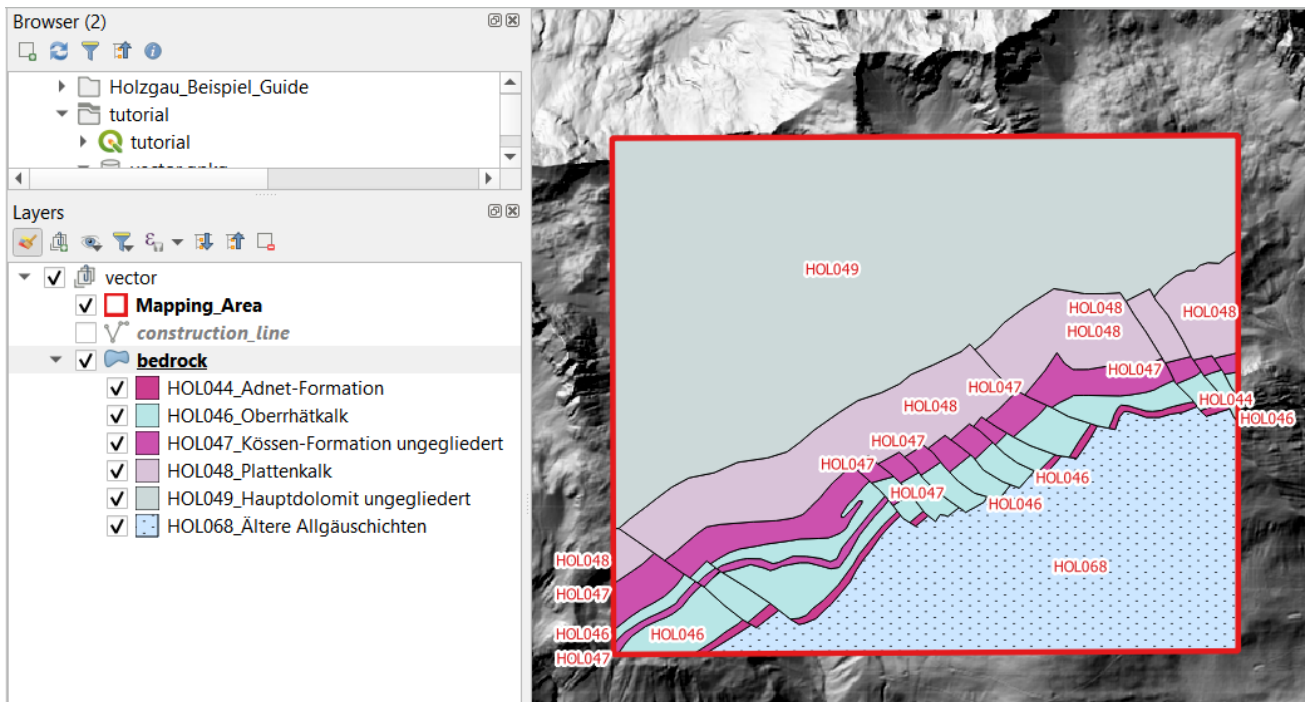 Browser (2)
Holzgau_Beispiel_Guide
tutorial
tutorial
vector.gpkg
Layers
vector
Mapping_Area
construction_line
bedrock
HOL044_Adnet-Formation
HOL046_Oberrhätkalk
HOL047_Kössen-Formation ungegliedert
HOL048_Plattenkalk
HOL049_Hauptdolomit ungegliedert
HOL068_Ältere Allgäuschichten
HOL049
HOL048
HOL048
HOL048
HOL047
HOL047
HOL048
HOL044
HOL046
HOL047
HOL047
HOL046
HOL047
HOL046
HOL048
HOL068
HOL047
HOL046
HOL046
HOL047